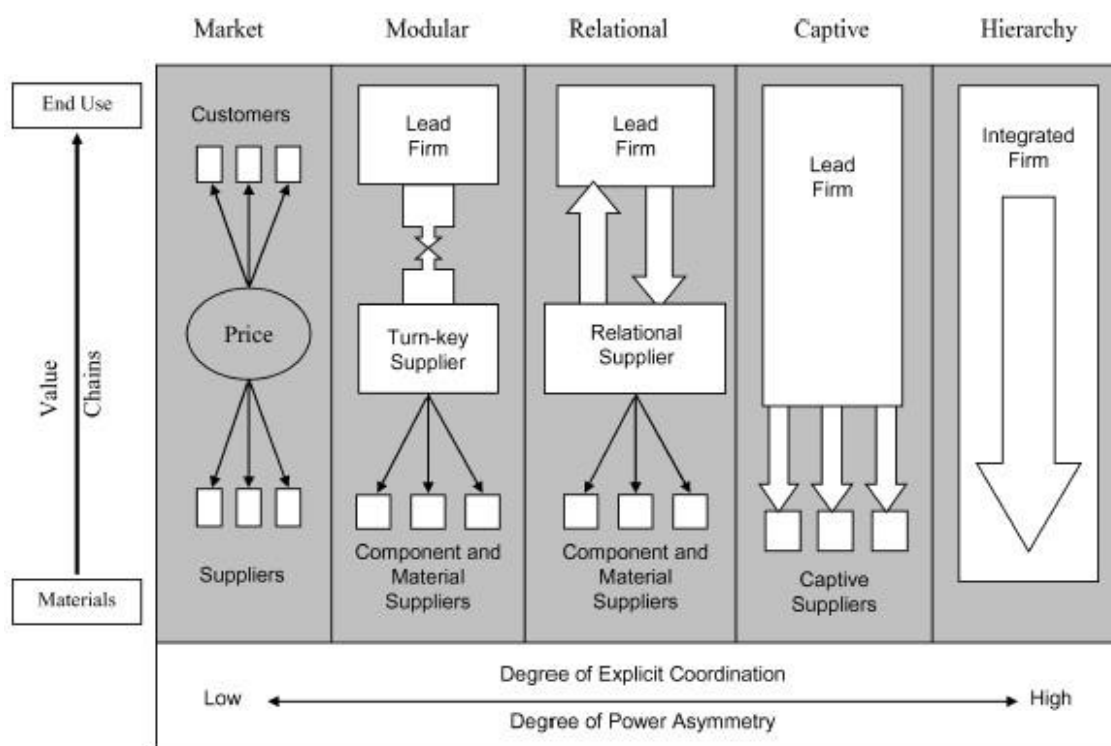 Market
Modular
Relational
Captive
Hierarchy
End Use
Value
Chains
Materials
Customers
Price
Suppliers
Lead
Firm
Turn-key
Supplier
Component and
Material
Suppliers
Lead
Firm
Relational
Supplier
Component and
Material
Suppliers
Lead
Firm
Captive
Suppliers
Integrated
Firm
Degree of Explicit Coordination
Low
High
Degree of Power Asymmetry